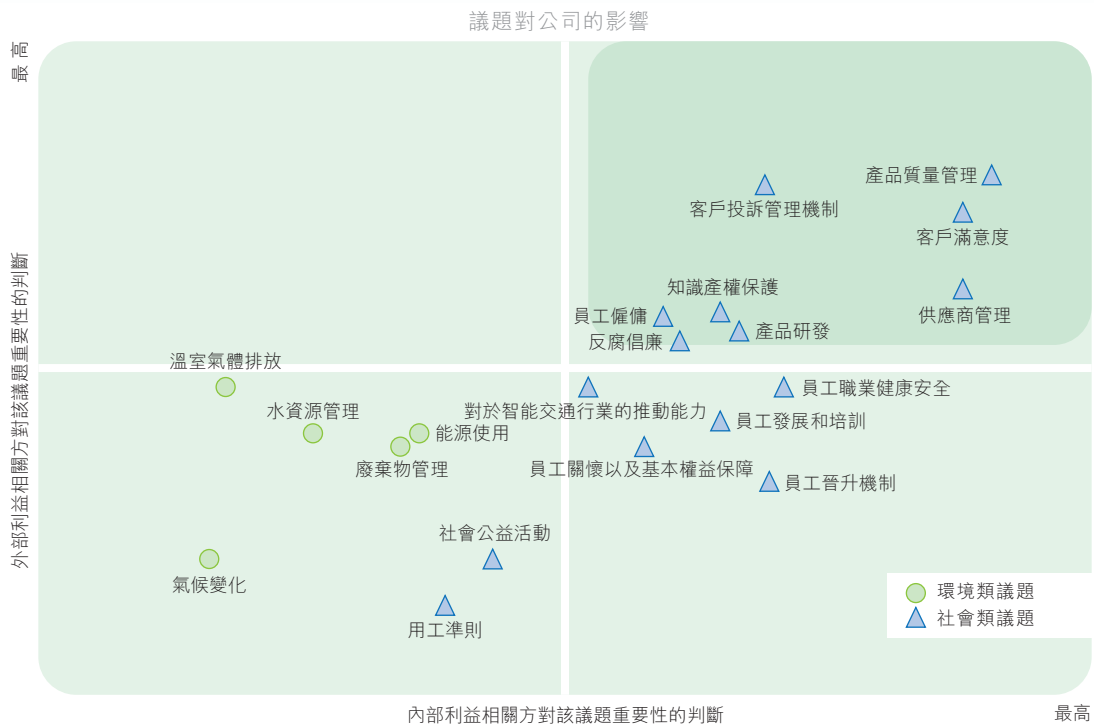 議題對公司的影響
最高
外部利益相關方對該議題重要性的判斷
產品質量管理
客戶投訴管理機制
客戶滿意度
知識產權保護
員工僱傭
供應商管理
產品研發
反腐倡廉
溫室氣體排放
員工職業健康安全
水資源管理
對於智能交通行業的推動能力
員工發展和培訓
能源使用
廢棄物管理
員工關懷以及基本權益保障
員工晉升機制
社會公益活動
氣候變化
用工準則
環境類議題
社會類議題
內部利益相關方對該議題重要性的判斷
最高